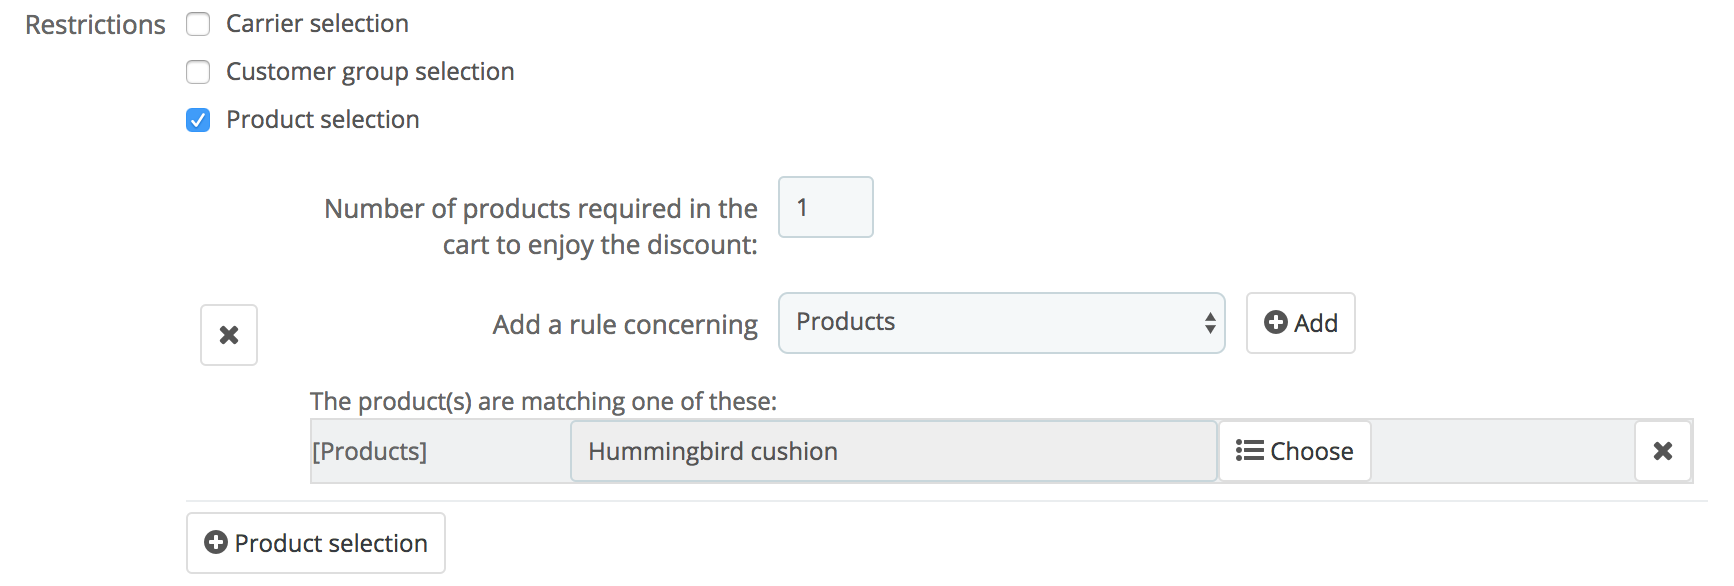 Restrictions
Carrier selection
Customer group selection
Product selection
Number of products required in the
cart to enjoy the discount:
1
Add a rule concerning
Products
Add
The product(s) are matching one of these:
[Products]
Hummingbird cushion
Choose
Product selection